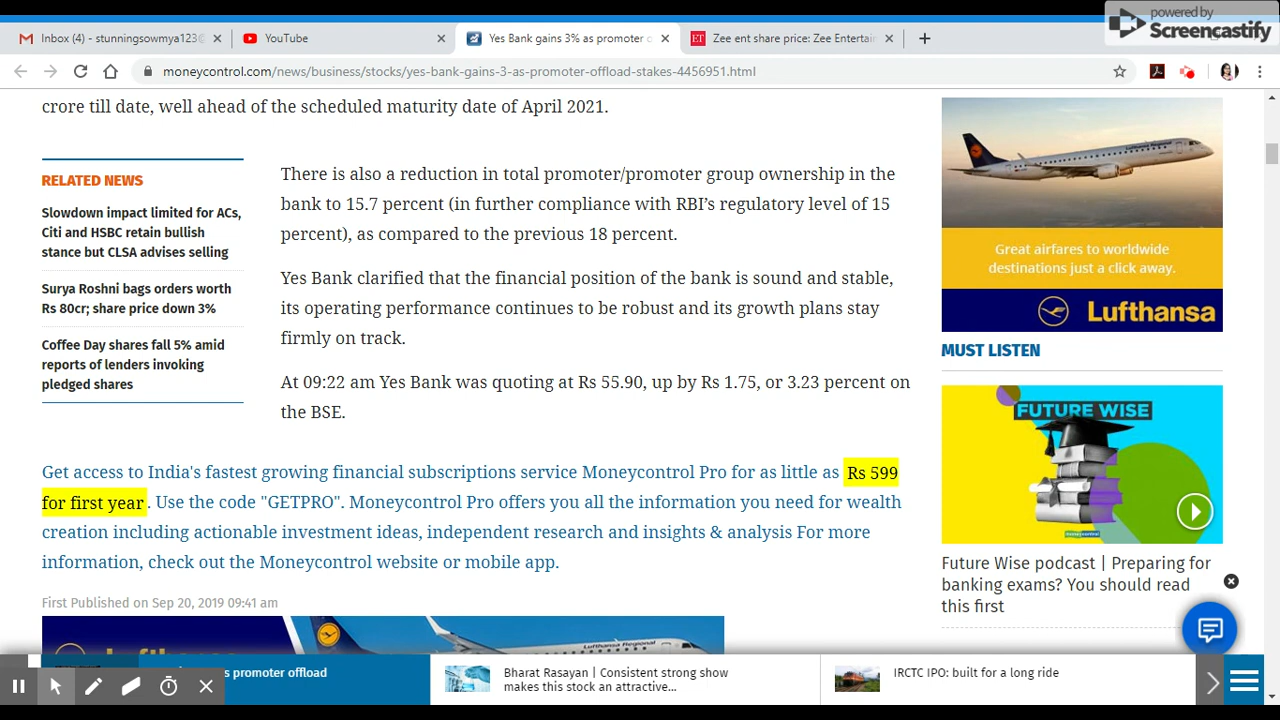 powered by
Screencastify
Inbox (4) - stunningsowmya123@
YouTube
Yes Bank gains 3% as promoter o
Zee ent share price: Zee Entertain
moneycontrol.com/news/business/stocks/yes-bank-gains-3-as-promoter-offload-stakes-4456951.html
crore till date, well ahead of the scheduled maturity date of April 2021.
RELATED NEWS
Slowdown impact limited for ACs,
Citi and HSBC retain bullish
stance but CLSA advises selling
Surya Roshni bags orders worth
Rs 80cr; share price down 3%
Coffee Day shares fall 5% amid
reports of lenders invoking
pledged shares
There is also a reduction in total promoter/promoter group ownership in the
bank to 15.7 percent (in further compliance with RBI's regulatory level of 15
percent), as compared to the previous 18 percent.
Yes Bank clarified that the financial position of the bank is sound and stable,
its operating performance continues to be robust and its growth plans stay
firmly on track.
At 09:22 am Yes Bank was quoting at Rs 55.90, up by Rs 1.75, or 3.23 percent on
the BSE.
Get access to India's fastest growing financial subscriptions service Moneycontrol Pro for as little as Rs 599
for first year. Use the code "GETPRO". Moneycontrol Pro offers you all the information you need for wealth
creation including actionable investment ideas, independent research and insights & analysis For more
information, check out the Moneycontrol website or mobile app.
First Published on Sep 20, 2019 09:41 am
Great airfares to worldwide
destinations just a click away.
Lufthansa
MUST LISTEN
FUTURE WISE
moneycontrol
Future Wise podcast | Preparing for
banking exams? You should read
this first
Lufthansa Regional
s promoter offload
Bharat Rasayan | Consistent strong show
makes this stock an attractive...
IRCTC IPO: built for a long ride